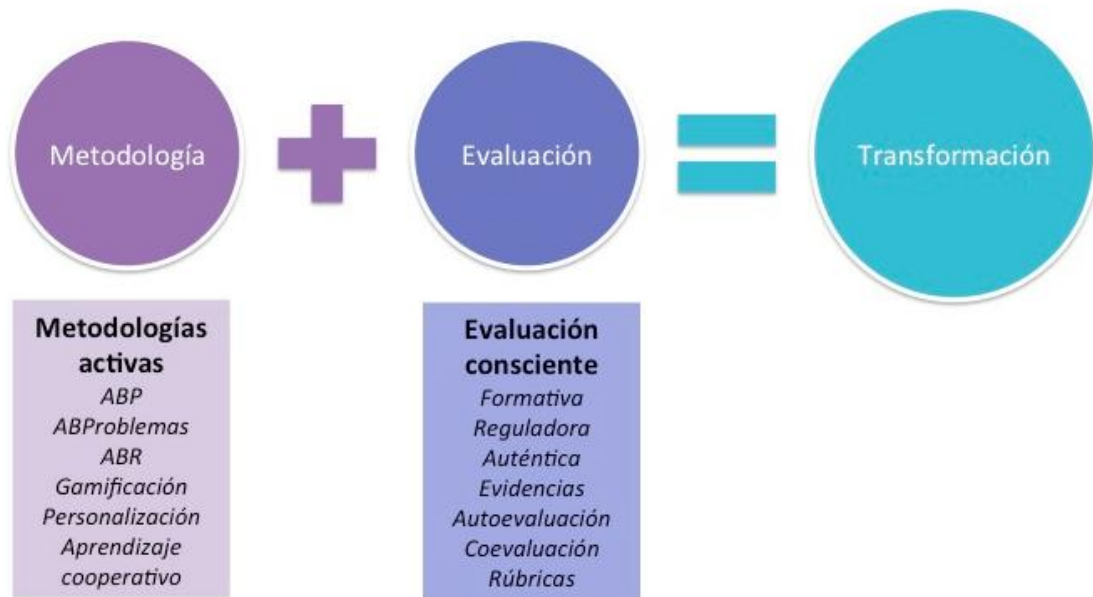 Metodología
Evaluación
Transformación
Metodologías
activas
ABP
ABProblemas
ABR
Gamificación
Personalización
Aprendizaje
cooperativo
Evaluación
consciente
Formativa
Reguladora
Auténtica
Evidencias
Autoevaluación
Coevaluación
Rúbricas